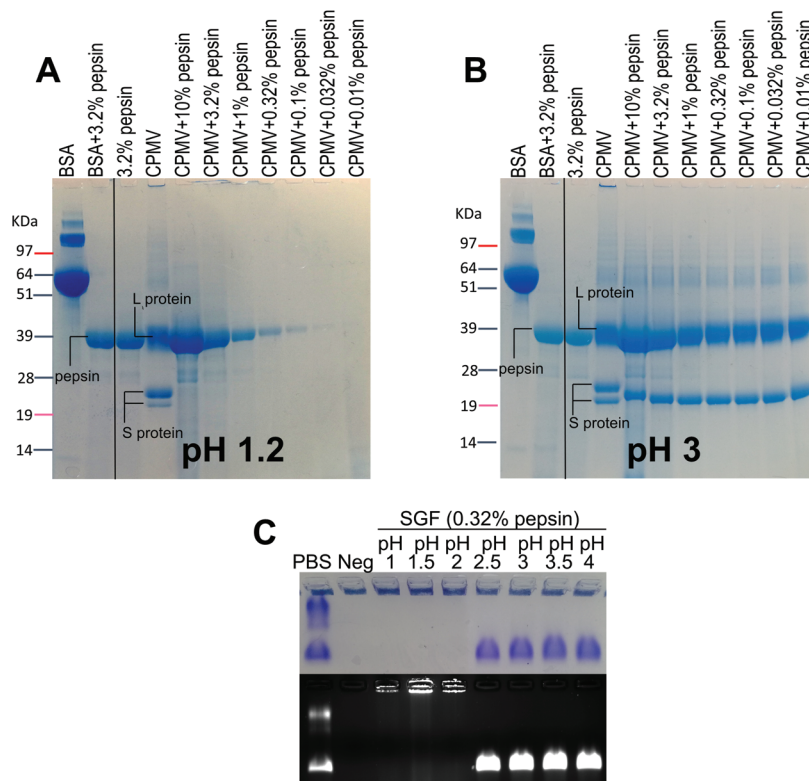 A
BSA
BSA+3.2% pepsin
3.2% pepsin
CPMV
CPMV+10% pepsin
CPMV+3.2% pepsin
CPMV+1% pepsin
CPMV+0.32% pepsin
CPMV+0.1% pepsin
CPMV+0.032% pepsin
CPMV+0.01% pepsin
KDa
97
64
51
39
28
19
14
L protein
pepsin
S protein
pH 1.2
B
BSA
BSA+3.2% pepsin
3.2% pepsin
CPMV
CPMV+10% pepsin
CPMV+3.2% pepsin
CPMV+1% pepsin
CPMV+0.32% pepsin
CPMV+0.1% pepsin
CPMV+0.032% pepsin
CPMV+0.01% pepsin
KDa
97
64
51
39
28
19
14
L protein
pepsin
S protein
pH 3
C
SGF (0.32% pepsin)
pH pH pH pH pH pH pH
PBS Neg 1 1.5 2 2.5 3 3.5 4